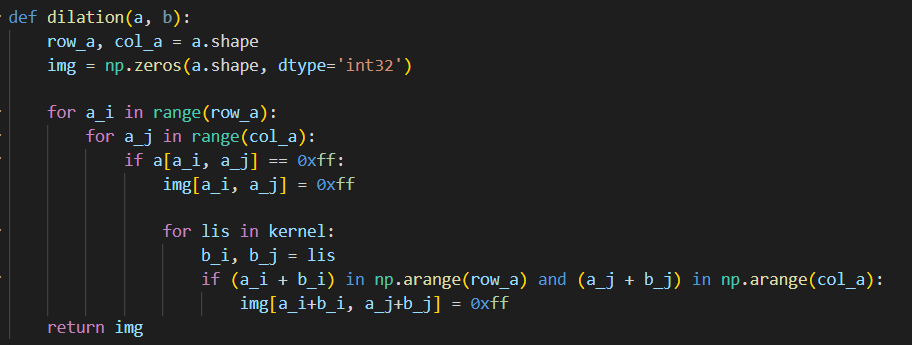 def dilation(a, b):
    row_a, col_a = a.shape
    img = np.zeros(a.shape, dtype='int32')

    for a_i in range(row_a):
        for a_j in range(col_a):
            if a[a_i, a_j] == 0xff:
                img[a_i, a_j] = 0xff

                for lis in kernel:
                    b_i, b_j = lis
                    if (a_i + b_i) in np.arange(row_a) and (a_j + b_j) in np.arange(col_a):
                        img[a_i+b_i, a_j+b_j] = 0xff
    return img